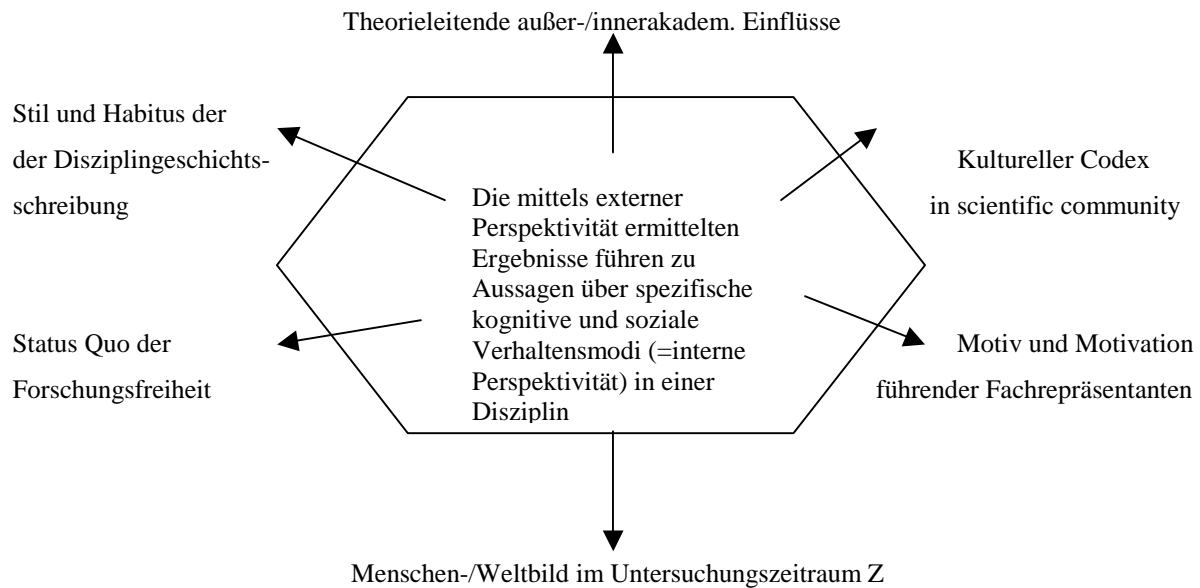 Theorieleitende außer-/innerakadem. Einflüsse
Stil und Habitus der
der Disziplingeschichts-
schreibung
Kultureller Codex
in scientific community
Die mittels externer
Perspektivität ermittelten
Ergebnisse führen zu
Aussagen über spezifische
kognitive und soziale
Verhaltensmodi (=interne
Perspektivität) in einer
Disziplin
Status Quo der
Forschungsfreiheit
Motiv und Motivation
führender Fachrepräsentanten
Menschen-/Weltbild im Untersuchungszeitraum Z